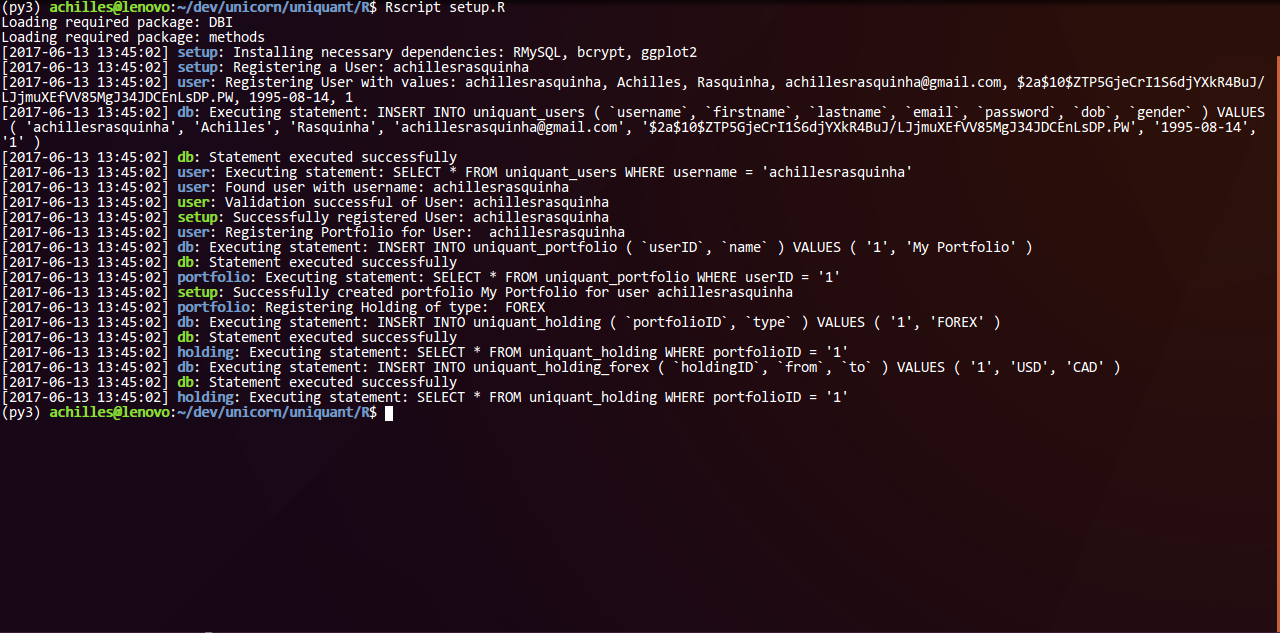 (py3) achilles@lenovo:~/dev/unicorn/uniquant/R$ Rscript setup.R
Loading required package: DBI
Loading required package: methods
[2017-06-13 13:45:02] setup: Installing necessary dependencies: RMySQL, bcrypt, ggplot2
[2017-06-13 13:45:02] setup: Registering a User: achillesrasquinha
[2017-06-13 13:45:02] user: Registering User with values: achillesrasquinha, Achilles, Rasquinha, achillesrasquinha@gmail.com, $2a$10$ZTP5GjeCrI1S6djYXkR4BuJ/
LJjmuXEfVV85MgJ34JDCEnLsDP.PW, 1995-08-14, 1
[2017-06-13 13:45:02] db: Executing statement: INSERT INTO uniquant_users ( `username`, `firstname`, `lastname`, `email`, `password`, `dob`, `gender` ) VALUES
( 'achillesrasquinha', 'Achilles', 'Rasquinha', 'achillesrasquinha@gmail.com', '$2a$10$ZTP5GjeCrI1S6djYXkR4BuJ/LJjmuXEfVV85MgJ34JDCEnLsDP.PW', '1995-08-14',
'1' )
[2017-06-13 13:45:02] db: Statement executed successfully
[2017-06-13 13:45:02] user: Executing statement: SELECT * FROM uniquant_users WHERE username = 'achillesrasquinha'
[2017-06-13 13:45:02] user: Found user with username: achillesrasquinha
[2017-06-13 13:45:02] user: Validation successful of User: achillesrasquinha
[2017-06-13 13:45:02] setup: Successfully registered User: achillesrasquinha
[2017-06-13 13:45:02] user: Registering Portfolio for User:  achillesrasquinha
[2017-06-13 13:45:02] db: Executing statement: INSERT INTO uniquant_portfolio ( `userID`, `name` ) VALUES ( '1', 'My Portfolio' )
[2017-06-13 13:45:02] db: Statement executed successfully
[2017-06-13 13:45:02] portfolio: Executing statement: SELECT * FROM uniquant_portfolio WHERE userID = '1'
[2017-06-13 13:45:02] setup: Successfully created portfolio My Portfolio for user achillesrasquinha
[2017-06-13 13:45:02] portfolio: Registering Holding of type:  FOREX
[2017-06-13 13:45:02] db: Executing statement: INSERT INTO uniquant_holding ( `portfolioID`, `type` ) VALUES ( '1', 'FOREX' )
[2017-06-13 13:45:02] db: Statement executed successfully
[2017-06-13 13:45:02] holding: Executing statement: SELECT * FROM uniquant_holding WHERE portfolioID = '1'
[2017-06-13 13:45:02] db: Executing statement: INSERT INTO uniquant_holding_forex ( `holdingID`, `from`, `to` ) VALUES ( '1', 'USD', 'CAD' )
[2017-06-13 13:45:02] db: Statement executed successfully
[2017-06-13 13:45:02] holding: Executing statement: SELECT * FROM uniquant_holding WHERE portfolioID = '1'
(py3) achilles@lenovo:~/dev/unicorn/uniquant/R$